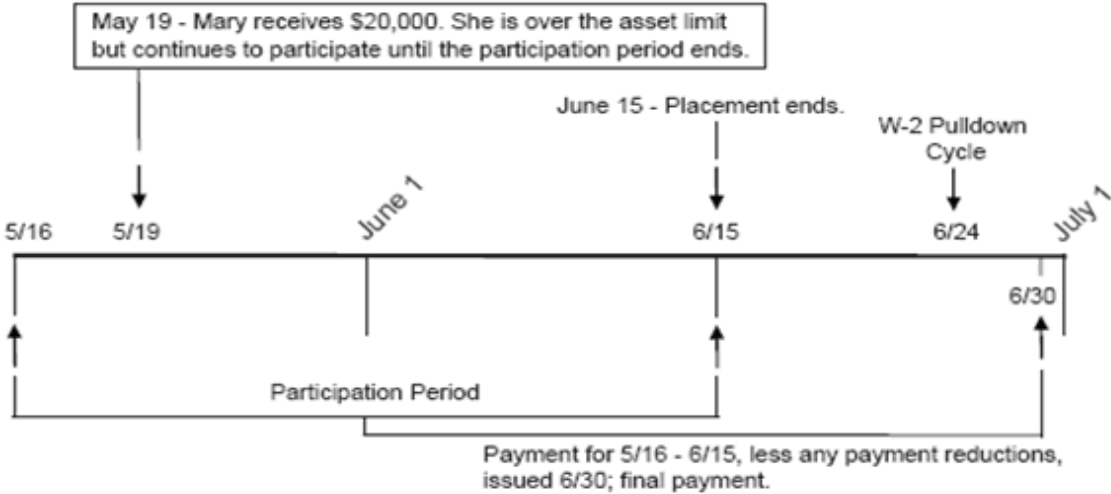 May 19 - Mary receives $20,000. She is over the asset limit
but continues to participate until the participation period ends.
June 15 - Placement ends.
W-2 Pulldown
Cycle
June 1
July 1
5/16
5/19
6/15
6/24
6/30
Participation Period
Payment for 5/16 - 6/15, less any payment reductions,
issued 6/30; final payment.